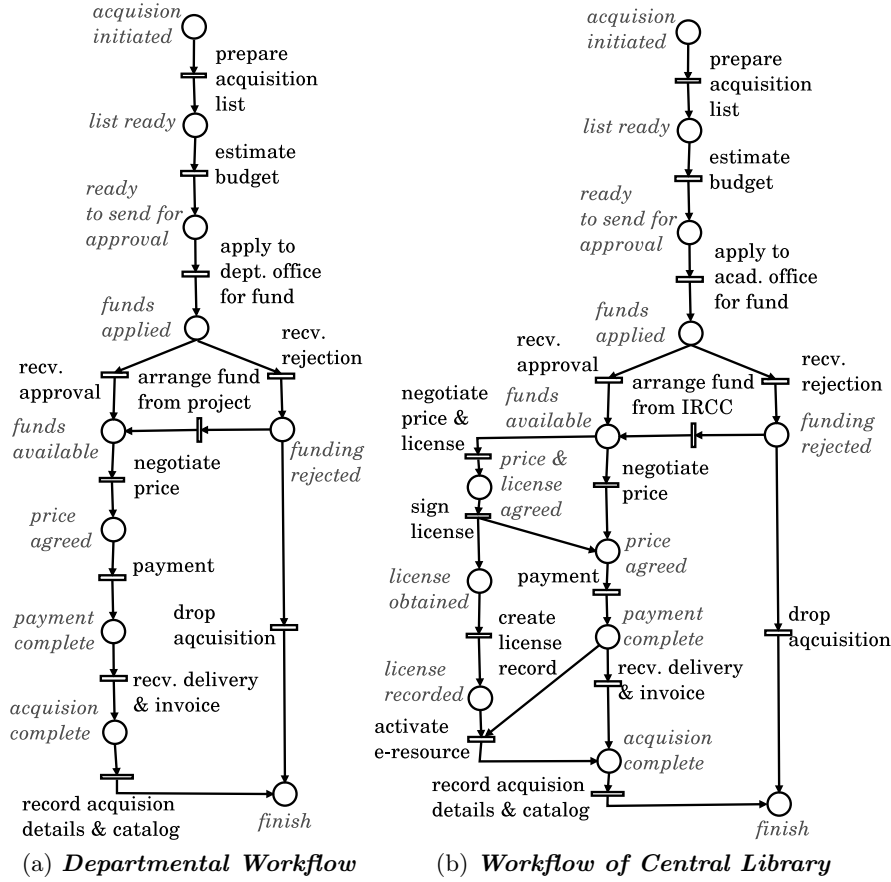 acquision
initiated
prepare
acquisition
list
list ready
estimate
budget
ready
to send for
approval
apply to
dept. office
for fund
funds
applied
recv.
rejection
recv.
approval
arrange fund
from project
funds
available
funding
rejected
negotiate
price
price
agreed
payment
payment
complete
drop
aqcuisition
recv. delivery
& invoice
acquision
complete
record acquision
details & catalog
finish
(a) Departmental Workflow
acquision
initiated
prepare
acquisition
list
list ready
estimate
budget
ready
to send for
approval
apply to
acad. office
for fund
funds
applied
recv.
approval
recv.
rejection
arrange fund
from IRCC
negotiate
price &
license
funds
available
funding
rejected
price &
license
agreed
negotiate
price
sign
license
price
agreed
license
obtained
payment
create
license
record
payment
complete
drop
aqcuisition
license
recorded
recv. delivery
& invoice
activate
e-resource
acquision
complete
record acquision
details & catalog
finish
(b) Workflow of Central Library